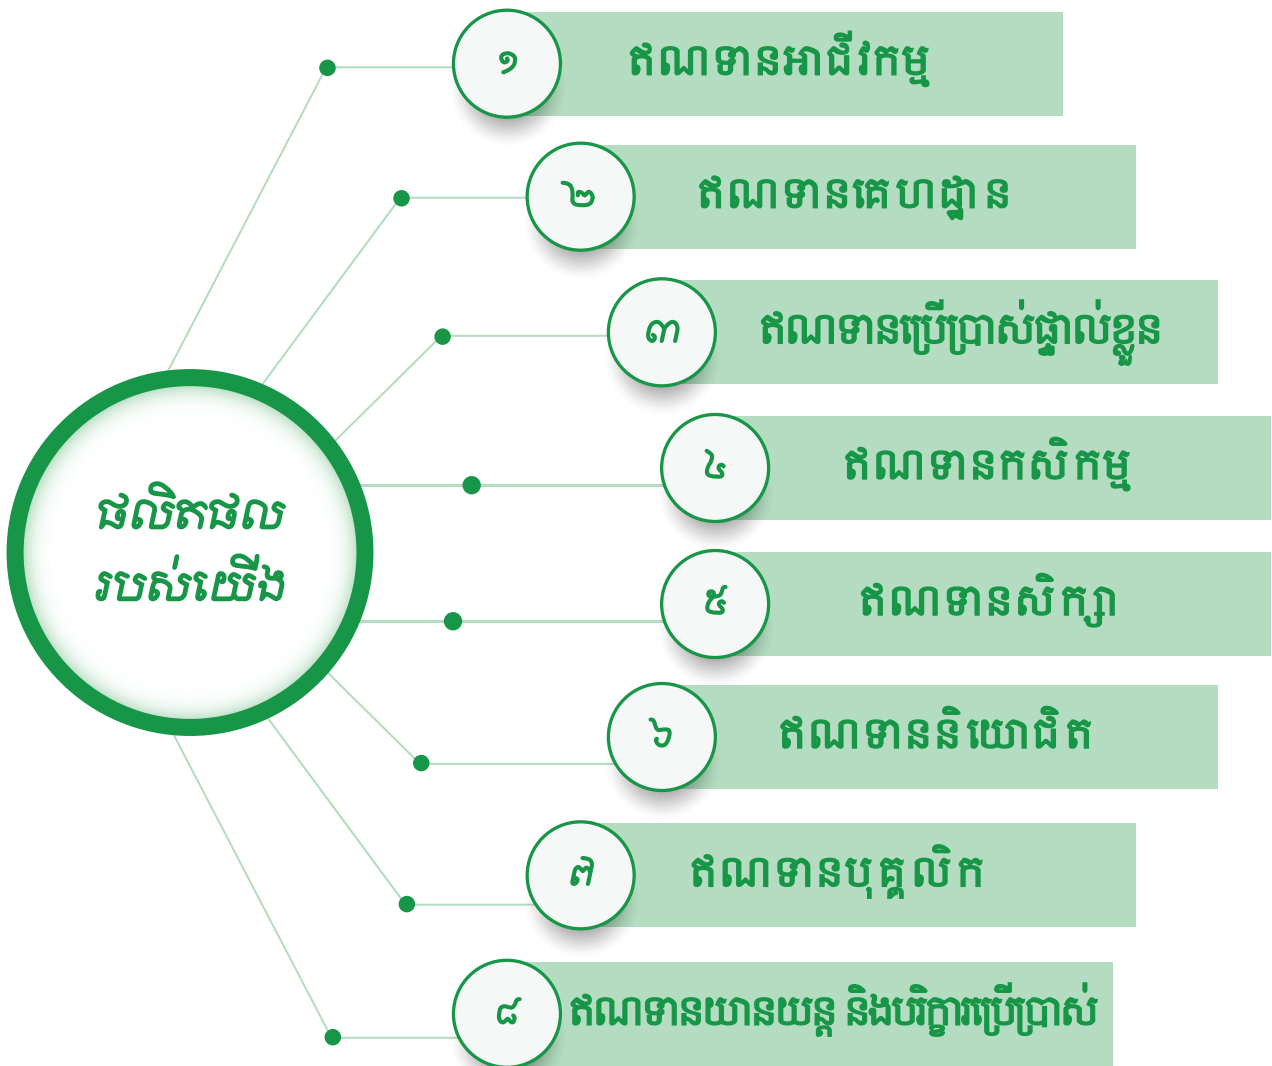 ផលិតផល
របស់យើង
១ ឥណទានអាជីវកម្ម
២ ឥណទានគេហដ្ឋាន
៣ ឥណទានប្រើប្រាស់ផ្ទាល់ខ្លួន
៤ ឥណទានកសិកម្ម
៥ ឥណទានសិក្សា
៦ ឥណទាននិយោជិត
៧ ឥណទានបុគ្គលិក
៨ ឥណទានយានយន្ត និងបរិក្ខារប្រើប្រាស់